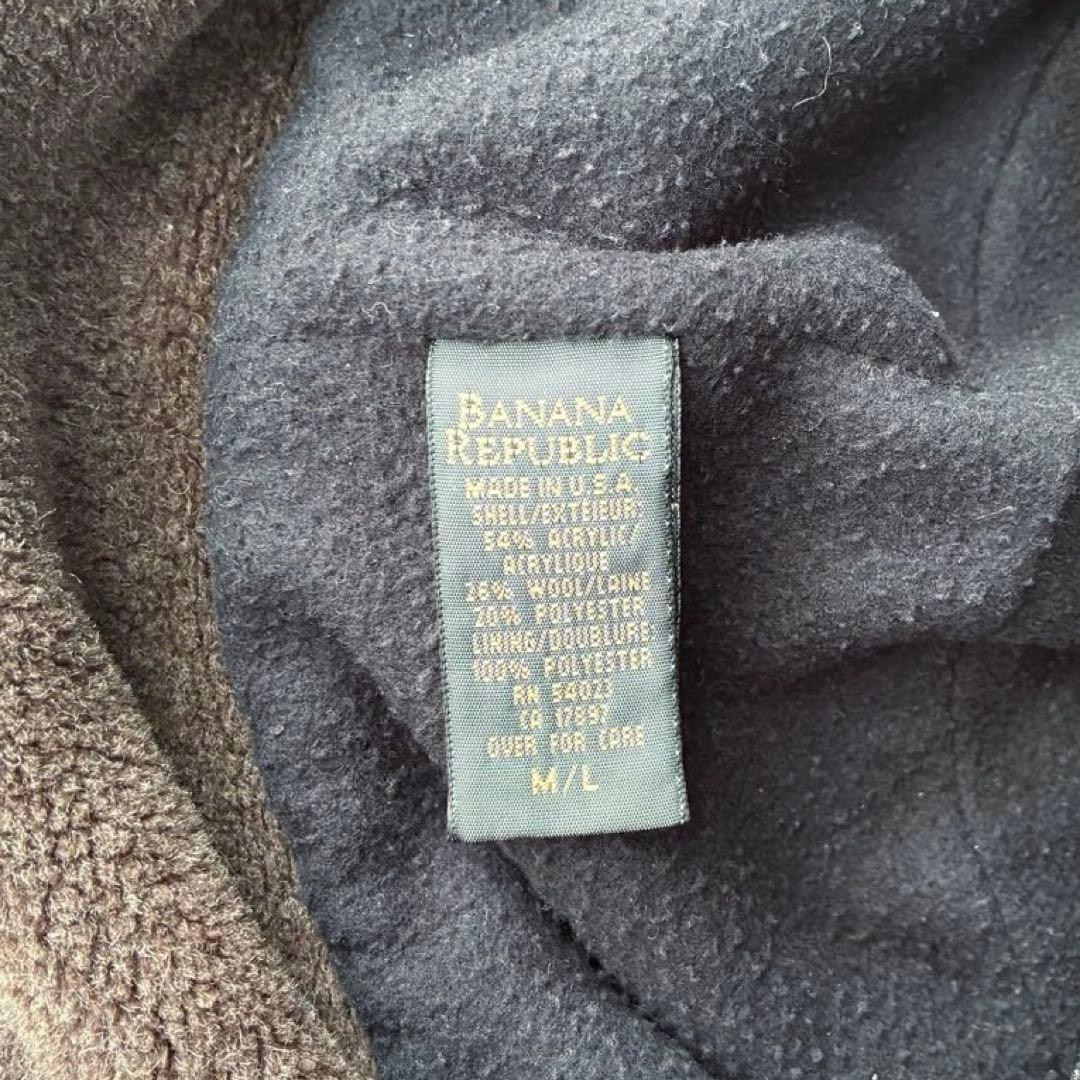 BANANA
REPUBLIC
MADE IN U.S.A.
SHELL/EXTÉIEUR
54% ACRYLIC/
ACRYLIQUE
26% WOOL/LAINE
20% POLYESTER
LINING/DOUBLURE
100% POLYESTER
RN 54023
CA 17897
OVER FOR CARE
M/L